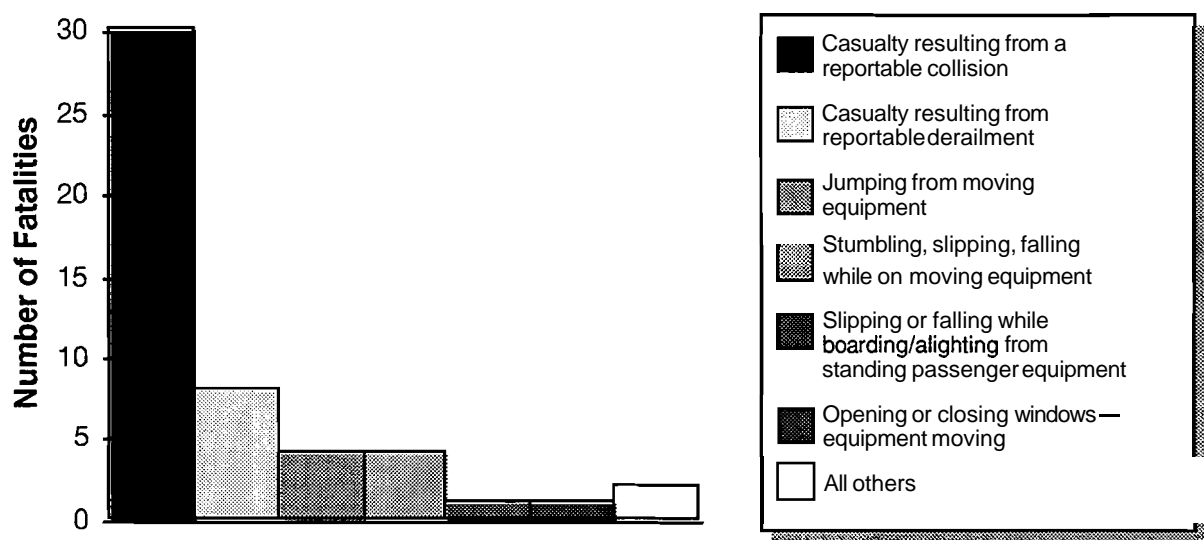 Number of Fatalities
30
25
20
15
10
5
0
Casualty resulting from a
reportable collision
Casualty resulting from
reportable derailment
Jumping from moving
equipment
Stumbling, slipping, falling
while on moving equipment
Slipping or falling while
boarding/alighting from
standing passenger equipment
Opening or closing windows —
equipment moving
All others